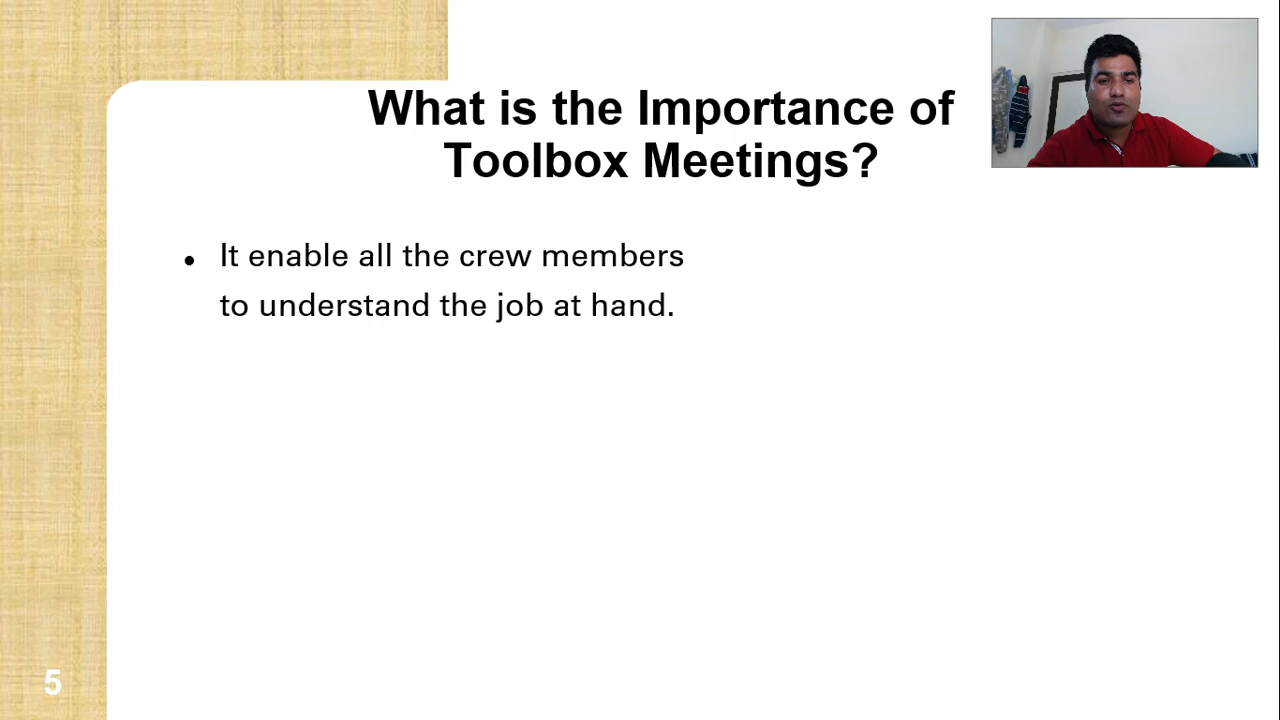 What is the Importance of
Toolbox Meetings?
• It enable all the crew members
to understand the job at hand.
5